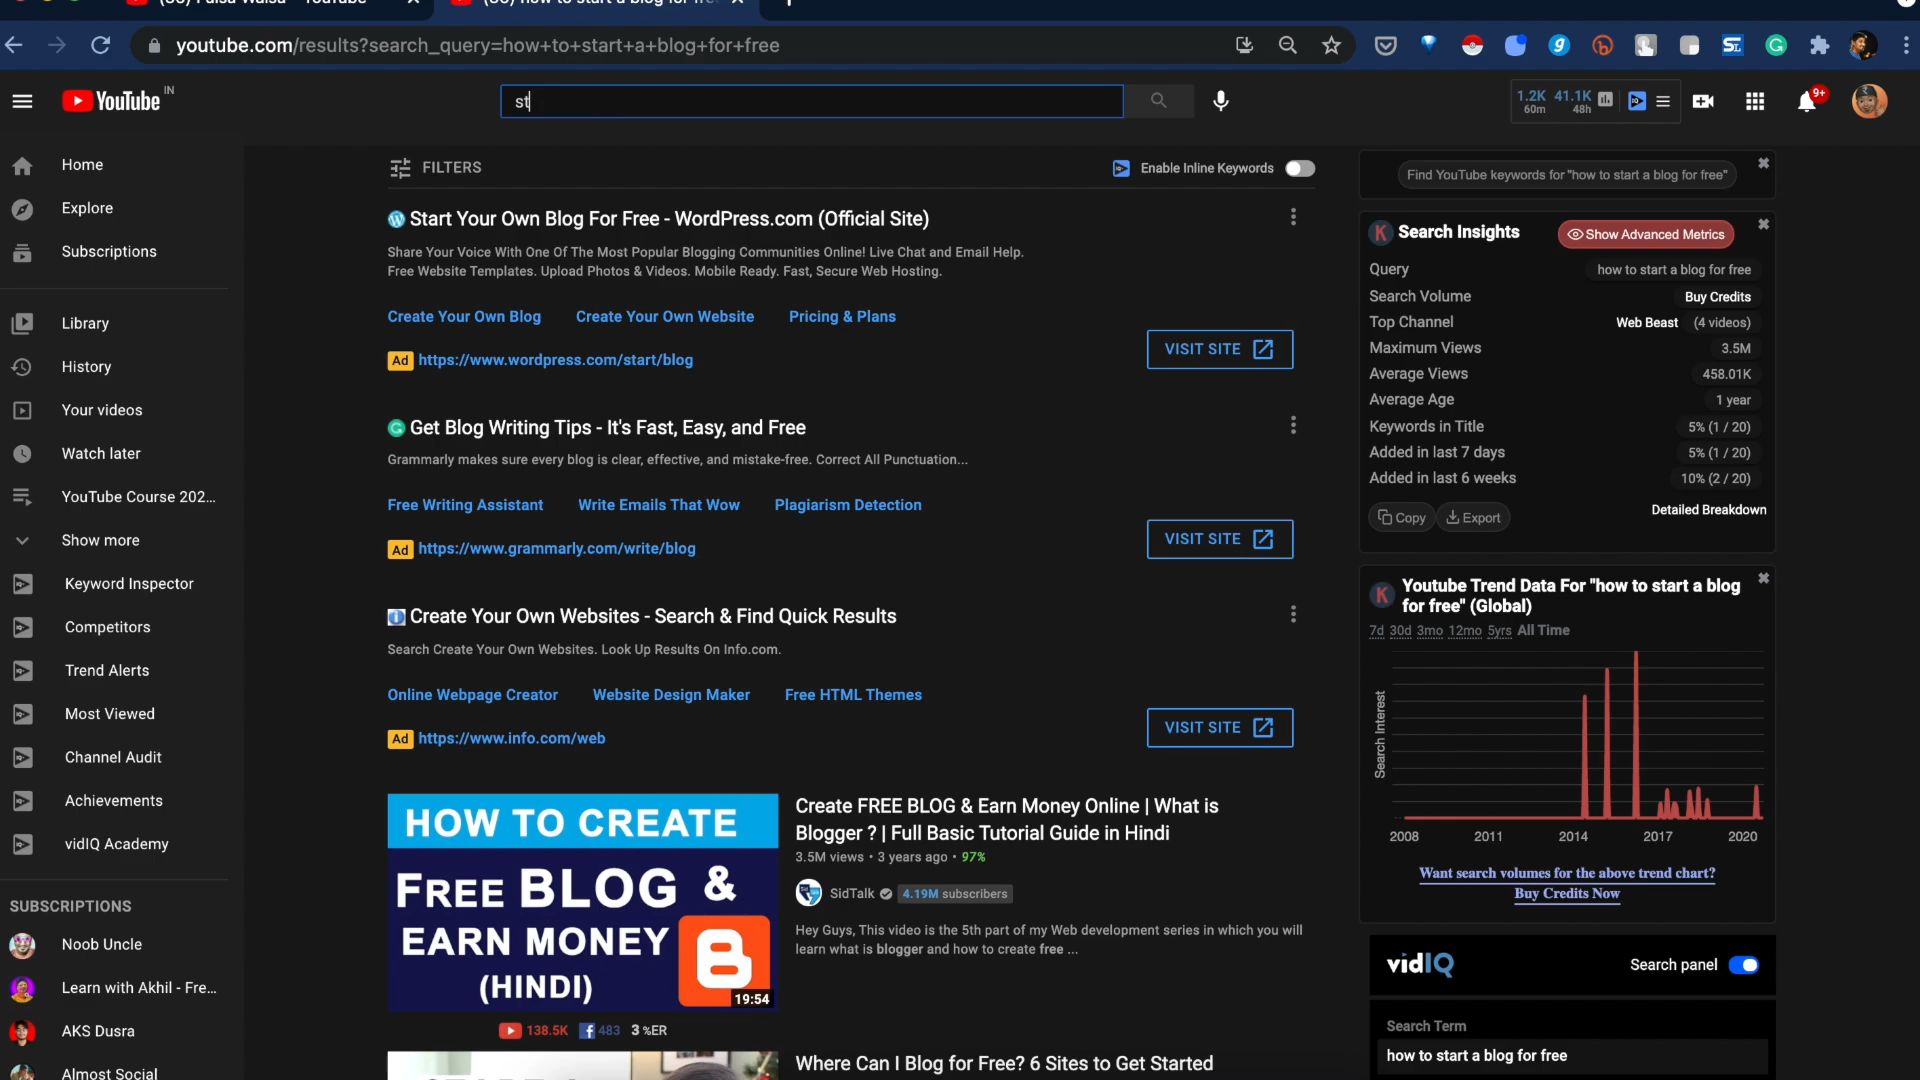 youtube.com/results?search_query=how+to+start+a+blog+for+free
YouTube IN
st
1.2K 41.1K
60m 48h
9+
Home
Explore
Subscriptions
Library
History
Your videos
Watch later
YouTube Course 202...
Show more
Keyword Inspector
Competitors
Trend Alerts
Most Viewed
Channel Audit
Achievements
vidIQ Academy
SUBSCRIPTIONS
Noob Uncle
Learn with Akhil - Fre...
AKS Dusra
Almost Social
FILTERS
Enable Inline Keywords
Start Your Own Blog For Free - WordPress.com (Official Site)
Share Your Voice With One Of The Most Popular Blogging Communities Online! Live Chat and Email Help.
Free Website Templates. Upload Photos & Videos. Mobile Ready. Fast, Secure Web Hosting.
Create Your Own Blog Create Your Own Website Pricing & Plans
VISIT SITE
Ad https://www.wordpress.com/start/blog
Get Blog Writing Tips - It's Fast, Easy, and Free
Grammarly makes sure every blog is clear, effective, and mistake-free. Correct All Punctuation...
Free Writing Assistant Write Emails That Wow Plagiarism Detection
VISIT SITE
Ad https://www.grammarly.com/write/blog
Create Your Own Websites - Search & Find Quick Results
Search Create Your Own Websites. Look Up Results On Info.com.
Online Webpage Creator Website Design Maker Free HTML Themes
VISIT SITE
Ad https://www.info.com/web
HOW TO CREATE
FREE BLOG &
EARN MONEY
(HINDI)
19:54
138.5K 483 3 %ER
Create FREE BLOG & Earn Money Online | What is
Blogger ? | Full Basic Tutorial Guide in Hindi
3.5M views • 3 years ago • 97%
SidTalk 4.19M subscribers
Hey Guys, This video is the 5th part of my Web development series in which you will
learn what is blogger and how to create free ...
Where Can I Blog for Free? 6 Sites to Get Started
Find YouTube keywords for "how to start a blog for free"
K Search Insights Show Advanced Metrics
Query how to start a blog for free
Search Volume Buy Credits
Top Channel Web Beast (4 videos)
Maximum Views 3.5M
Average Views 458.01K
Average Age 1 year
Keywords in Title 5% (1 / 20)
Added in last 7 days 5% (1 / 20)
Added in last 6 weeks 10% (2 / 20)
Copy Export Detailed Breakdown
K Youtube Trend Data For "how to start a blog
for free" (Global)
7d 30d 3mo 12mo 5yrs All Time
Search Interest
2008 2011 2014 2017 2020
Want search volumes for the above trend chart?
Buy Credits Now
vidIQ Search panel
Search Term
how to start a blog for free